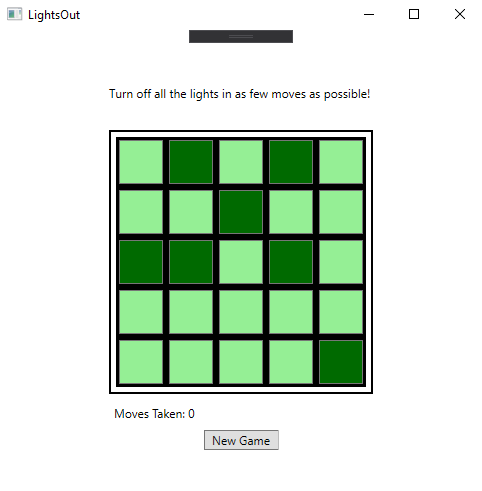 LightsOut
Turn off all the lights in as few moves as possible!
Moves Taken: 0
New Game